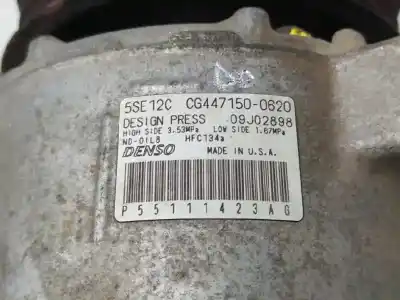 5SE12C CG447150-0620
DESIGN PRESS 09J02898
HIGH SIDE 3.53MPa LOW SIDE 1.67MPa
ND-OIL8 HFC134a
DENSO MADE IN U.S.A.
P55111423AG